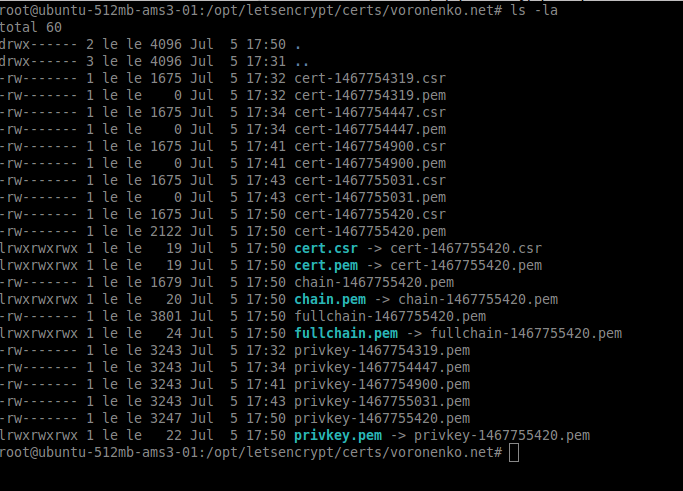 root@ubuntu-512mb-ams3-01:/opt/letsencrypt/certs/voronenko.net# ls -la
total 60
drwx------ 2 le le 4096 Jul  5 17:50 .
drwx------ 3 le le 4096 Jul  5 17:31 ..
-rw------- 1 le le 1675 Jul  5 17:32 cert-1467754319.csr
-rw------- 1 le le    0 Jul  5 17:32 cert-1467754319.pem
-rw------- 1 le le 1675 Jul  5 17:34 cert-1467754447.csr
-rw------- 1 le le    0 Jul  5 17:34 cert-1467754447.pem
-rw------- 1 le le 1675 Jul  5 17:41 cert-1467754900.csr
-rw------- 1 le le    0 Jul  5 17:41 cert-1467754900.pem
-rw------- 1 le le 1675 Jul  5 17:43 cert-1467755031.csr
-rw------- 1 le le    0 Jul  5 17:43 cert-1467755031.pem
-rw------- 1 le le 1675 Jul  5 17:50 cert-1467755420.csr
-rw------- 1 le le 2122 Jul  5 17:50 cert-1467755420.pem
lrwxrwxrwx 1 le le   19 Jul  5 17:50 cert.csr -> cert-1467755420.csr
lrwxrwxrwx 1 le le   19 Jul  5 17:50 cert.pem -> cert-1467755420.pem
-rw------- 1 le le 1679 Jul  5 17:50 chain-1467755420.pem
lrwxrwxrwx 1 le le   20 Jul  5 17:50 chain.pem -> chain-1467755420.pem
-rw------- 1 le le 3801 Jul  5 17:50 fullchain-1467755420.pem
lrwxrwxrwx 1 le le   24 Jul  5 17:50 fullchain.pem -> fullchain-1467755420.pem
-rw------- 1 le le 3243 Jul  5 17:32 privkey-1467754319.pem
-rw------- 1 le le 3243 Jul  5 17:34 privkey-1467754447.pem
-rw------- 1 le le 3243 Jul  5 17:41 privkey-1467754900.pem
-rw------- 1 le le 3243 Jul  5 17:43 privkey-1467755031.pem
-rw------- 1 le le 3247 Jul  5 17:50 privkey-1467755420.pem
lrwxrwxrwx 1 le le   22 Jul  5 17:50 privkey.pem -> privkey-1467755420.pem
root@ubuntu-512mb-ams3-01:/opt/letsencrypt/certs/voronenko.net#